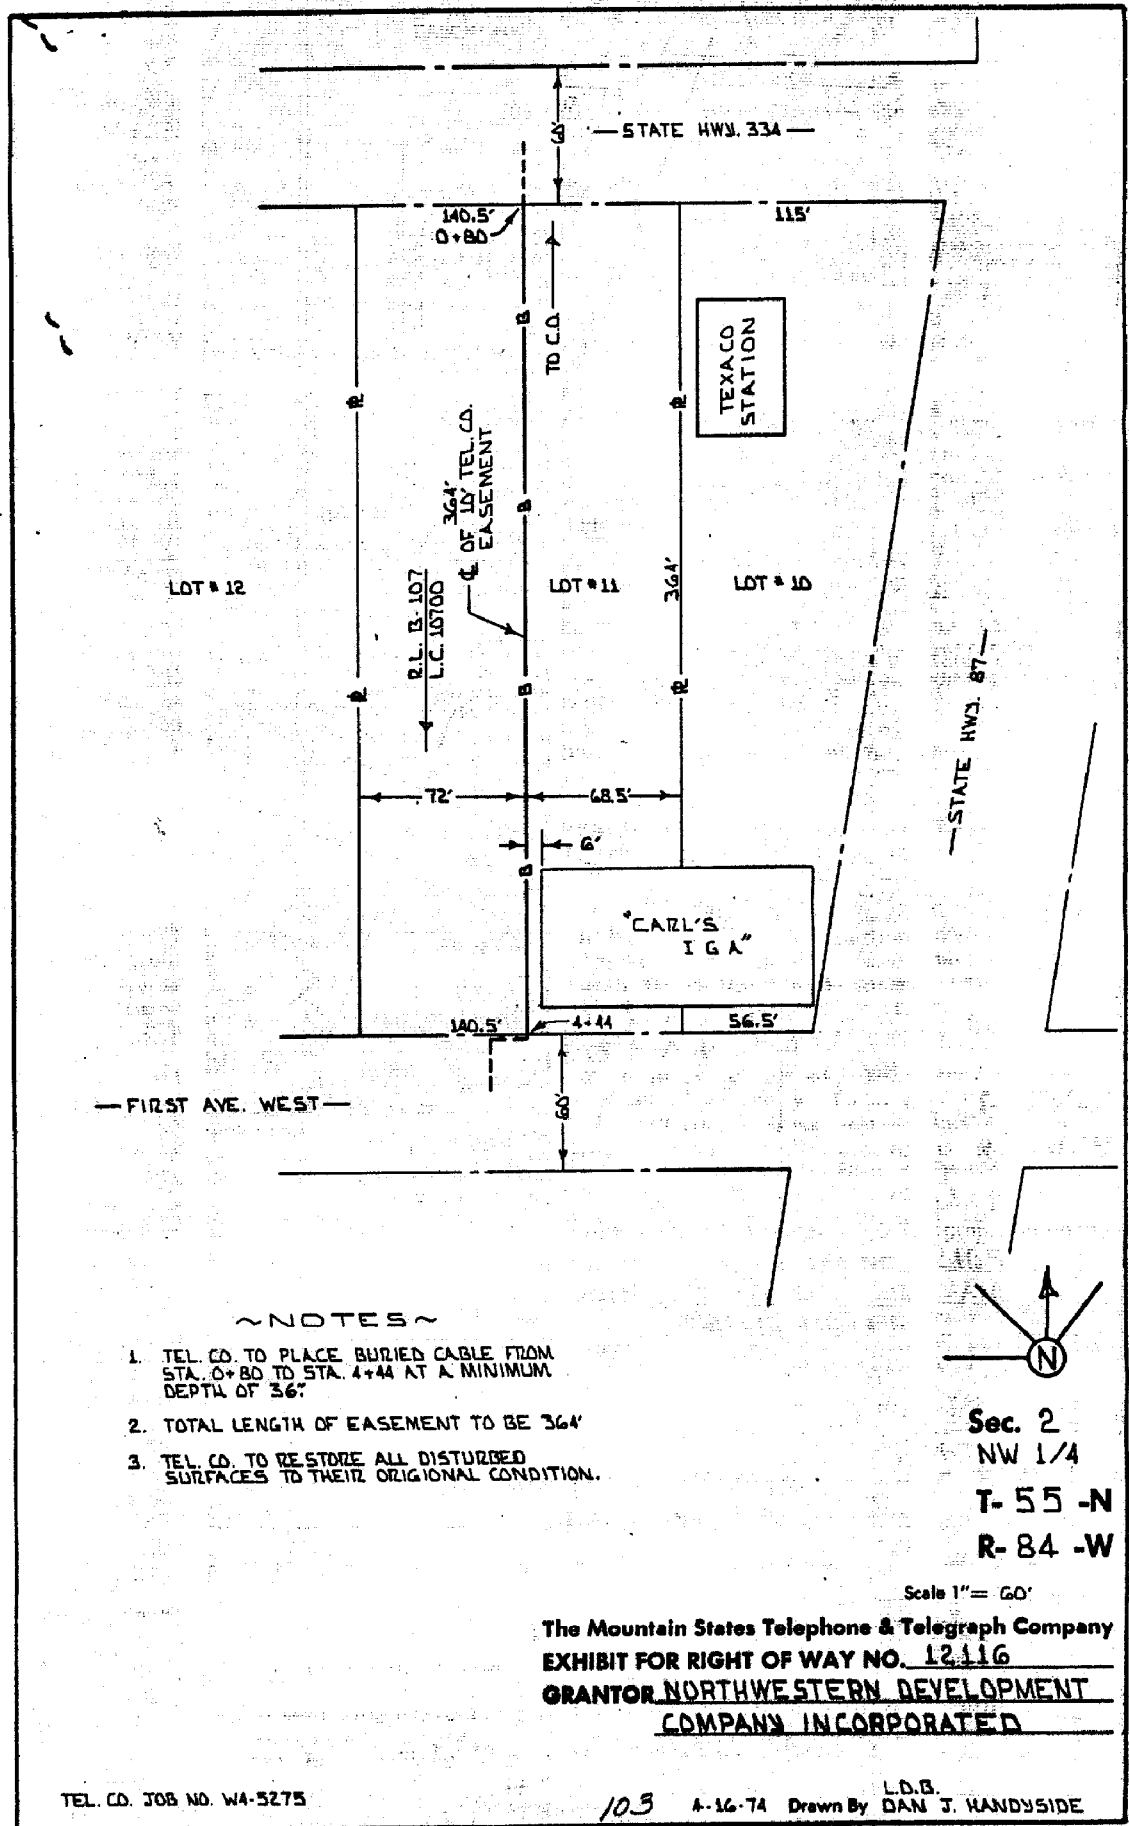 STATE HWY. 334
60'
140.5'
0+80
115'
TO C.O.
TEXACO
STATION
B
B
B
B
B
PL
PL
PL
PL
364'
CL OF 10' TEL. CO.
EASEMENT
R.L. B-107
L.C. 10700
LOT #12
LOT #11
364'
LOT #10
STATE HWY. 87
72'
68.5'
6'
"CARL'S
I G A"
140.5'
4+44
56.5'
FIRST AVE. WEST
60'
~NOTES~
1. TEL. CO. TO PLACE BURIED CABLE FROM
STA. 0+80 TO STA. 4+44 AT A MINIMUM
DEPTH OF 36".
2. TOTAL LENGTH OF EASEMENT TO BE 364'
3. TEL. CO. TO RESTORE ALL DISTURBED
SURFACES TO THEIR ORIGIONAL CONDITION.
N
Sec. 2
NW 1/4
T- 55 -N
R- 84 -W
Scale 1"= 60'
The Mountain States Telephone & Telegraph Company
EXHIBIT FOR RIGHT OF WAY NO. 12116
GRANTOR NORTHWESTERN DEVELOPMENT
COMPANY INCORPORATED
L.D.B.
TEL. CO. JOB NO. W4-5275 103 4-16-74 Drawn By DAN J. HANDYSIDE